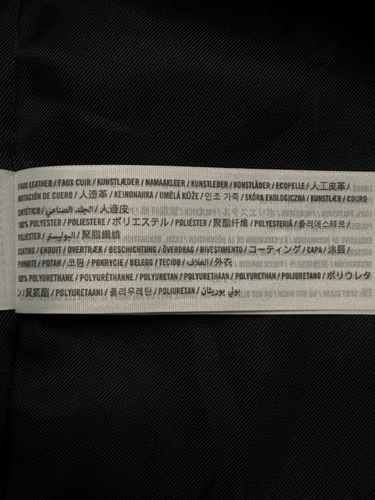 FAUX LEATHER / FAUX CUIR / KUNSTLÆDER / NAMAAKLEER / KUNSTLEDER / KONSTLÄDER / ECOPELLE / 人工皮革 /
IMITACIÓN DE CUERO / 人造革 / KEINONAHKA / UMĚLÁ KŮŽE / 인조 가죽 / SKÓRA EKOLOGICZNA / KUNSTLÆR / COURO
SINTÉTICO / الجلد الصناعي / 人造皮
100% POLYESTER / POLIESTERE / ポリエステル / POLIÉSTER / 聚酯纤维 / POLYESTERIÄ / 폴리에스테르 /
POLIESTER / البوليستر / 聚酯纖維
COATING / ENDUIT / OVERTRÆK / BESCHICHTUNG / ÖVERDRAG / RIVESTIMENTO / コーティング / CAPA / 涂层 /
PINNOITE / POTAH / 코팅 / POKRYCIE / BELEGG / TECIDO / الغلاف / 外衣
100% POLYURETHANE / POLYURÉTHANNE / POLYURETAN / POLYURETHAAN / POLYURETHAN / POLIURETANO / ポリウレタ
ン / 聚氨酯 / POLYURETAANI / 폴리우레탄 / POLIURETAN / بولي يوريثان